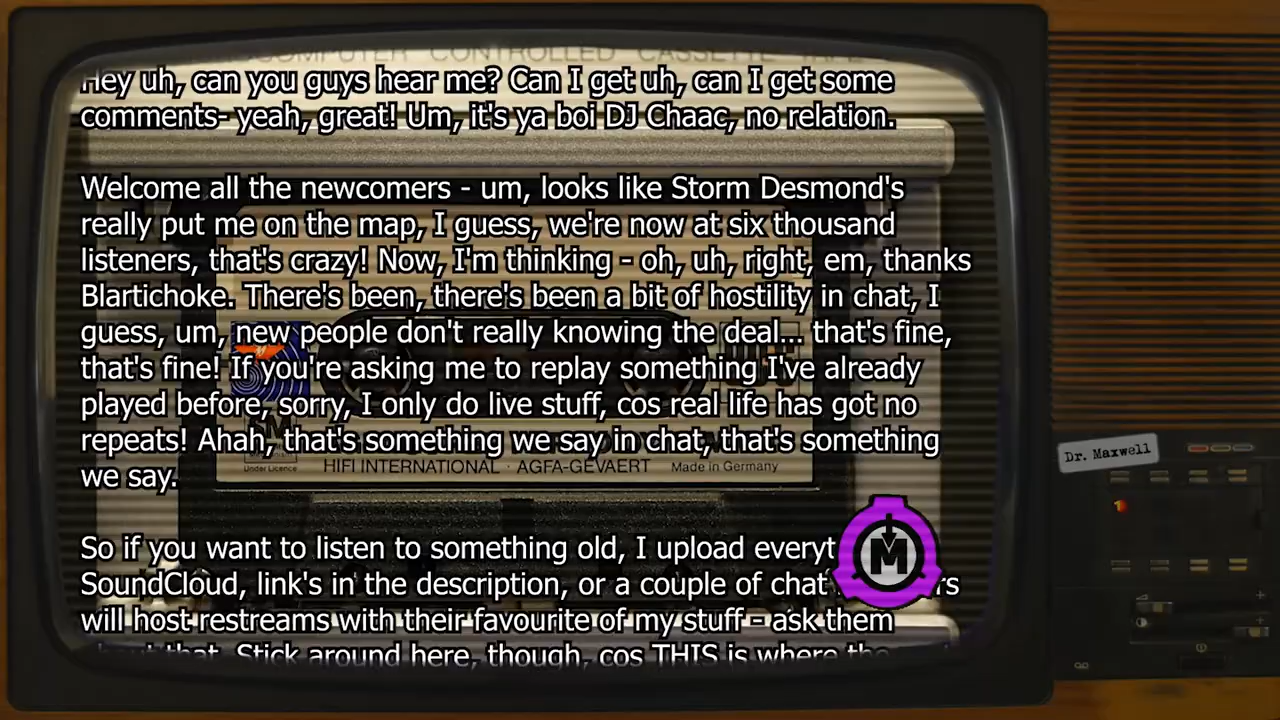 COMPUTER CONTROLLED CASSETTE
Hey uh, can you guys hear me? Can I get uh, can I get some
comments- yeah, great! Um, it's ya boi DJ Chaac, no relation.
Welcome all the newcomers - um, looks like Storm Desmond's
really put me on the map, I guess, we're now at six thousand
listeners, that's crazy! Now, I'm thinking - oh, uh, right, em, thanks
Blartichoke. There's been, there's been a bit of hostility in chat, I
guess, um, new people don't really knowing the deal... that's fine,
that's fine! If you're asking me to replay something I've already
played before, sorry, I only do live stuff, cos real life has got no
repeats! Ahah, that's something we say in chat, that's something
we say.
Under Licence
HIFI INTERNATIONAL · AGFA-GEVAERT Made in Germany
So if you want to listen to something old, I upload everyt
SoundCloud, link's in the description, or a couple of chat
will host restreams with their favourite of my stuff - ask them
about that. Stick around here, though, cos THIS is where the
Dr. Maxwell
M